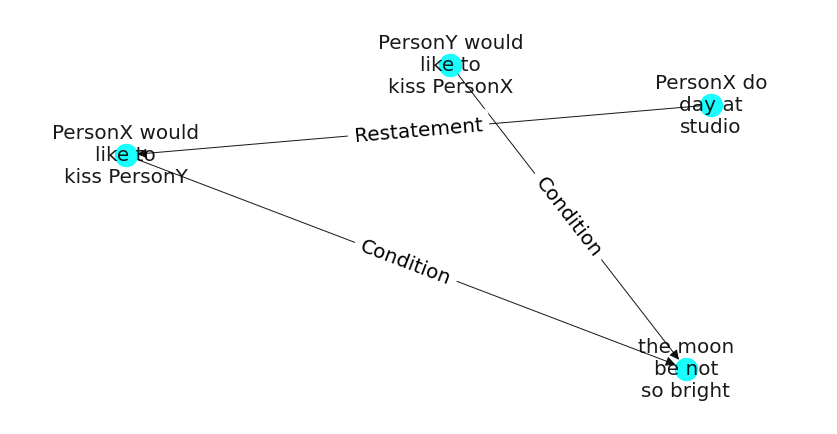 PersonY would
like to
kiss PersonX
PersonX do
day at
studio
Restatement
PersonX would
like to
kiss PersonY
Condition
Condition
the moon
be not
so bright